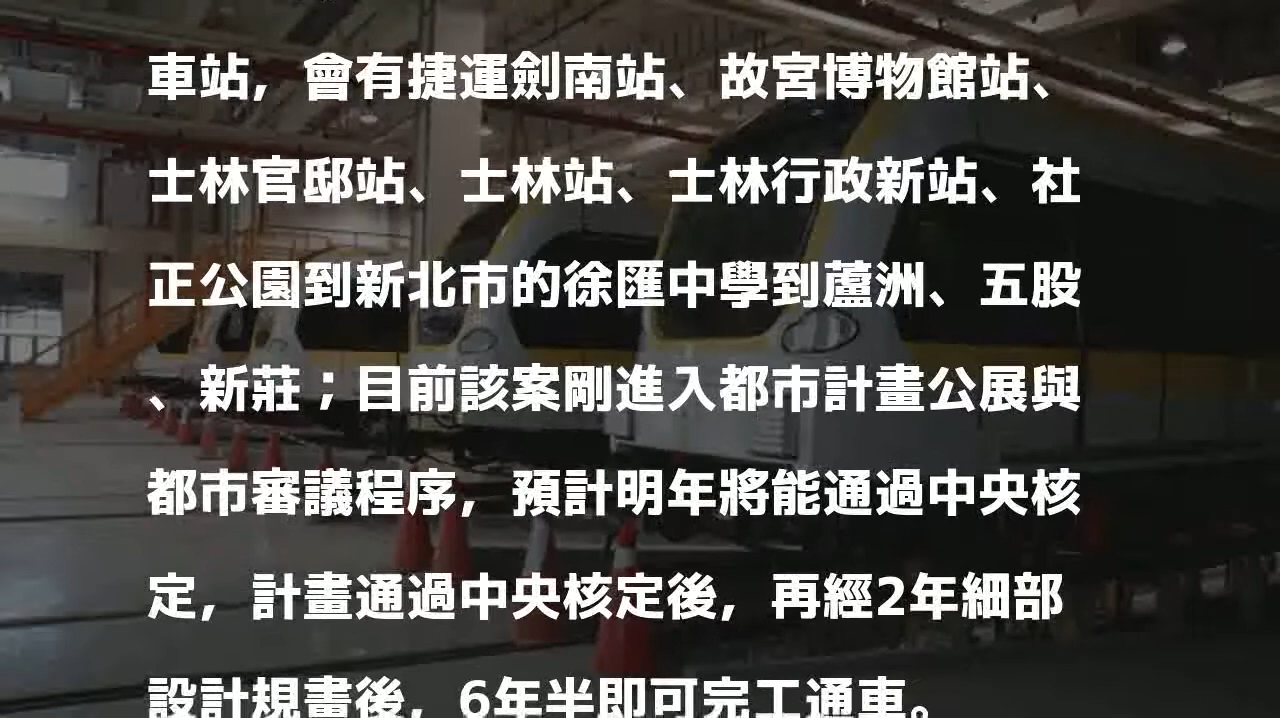 車站，會有捷運劍南站、故宮博物館站、
士林官邸站、士林站、士林行政新站、社
正公園到新北市的徐匯中學到蘆洲、五股
、新莊；目前該案剛進入都市計畫公展與
都市審議程序，預計明年將能通過中央核
定，計畫通過中央核定後，再經2年細部
設計規畫後，6年半即可完工通車。